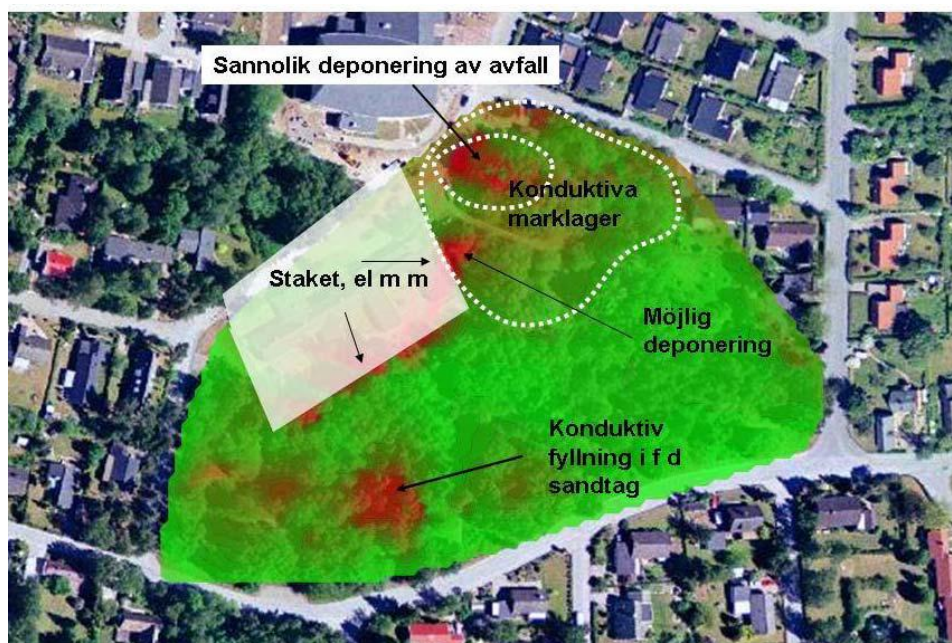 Sannolik deponering av avfall
Konduktiva
marklager
Staket, el m m
Möjlig
deponering
Konduktiv
fyllning i f d
sandtag